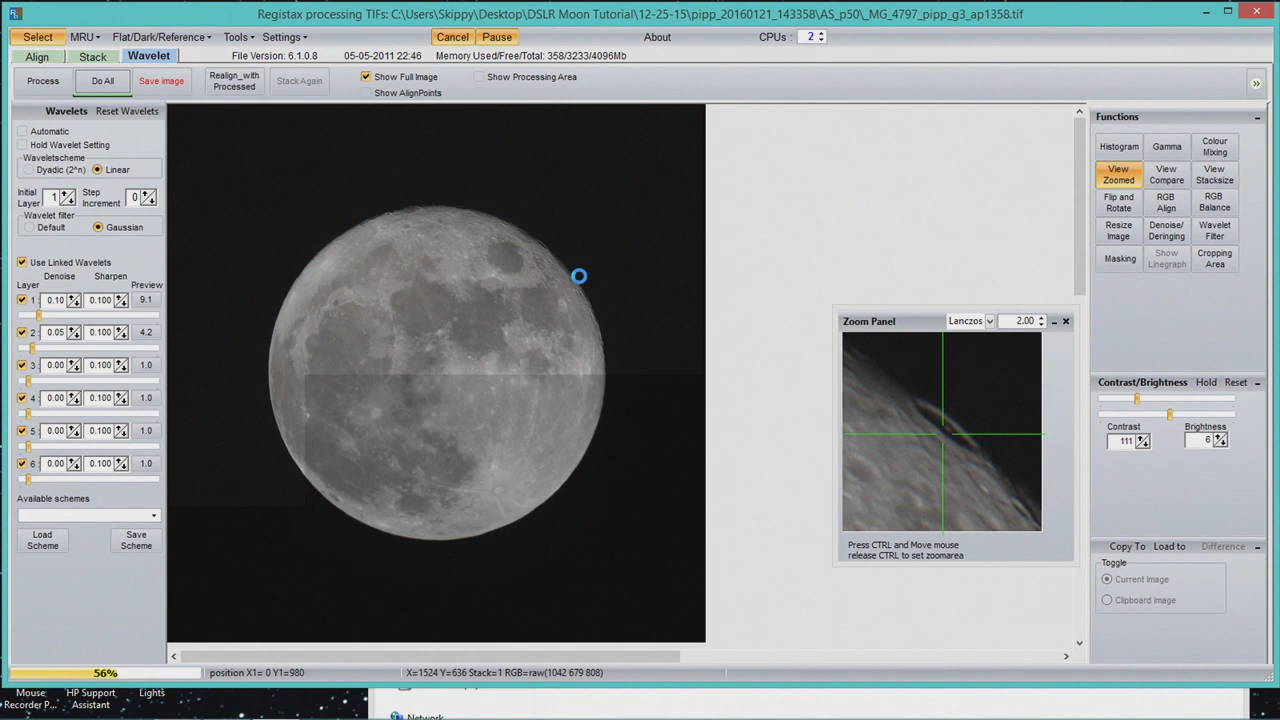 Registax processing TIFs: C:\Users\Skippy\Desktop\DSLR Moon Tutorial\12-25-15\pipp_20160121_143358\AS_p50\_MG_4797_pipp_g3_ap1358.tif
Select MRU Flat/Dark/Reference Tools Settings Cancel Pause About CPUs: 2
Align Stack Wavelet File Version: 6.1.0.8 05-05-2011 22:46 Memory Used/Free/Total: 358/3233/4096Mb
Process Do All Save image Realign_with Processed Stack Again Show Full Image Show Processing Area
Show AlignPoints
Wavelets Reset Wavelets
Automatic
Hold Wavelet Setting
Waveletscheme
Dyadic (2^n) Linear
Initial Layer 1 Step Increment 0
Wavelet filter
Default Gaussian
Use Linked Wavelets
Denoise Sharpen
Layer Preview
1 : 0.10 0.100 9.1
2 : 0.05 0.100 4.2
3 : 0.00 0.100 1.0
4 : 0.00 0.100 1.0
5 : 0.00 0.100 1.0
6 : 0.00 0.100 1.0
Available schemes
Load Scheme Save Scheme
Functions
Histogram Gamma Colour Mixing
View Zoomed View Compare View Stacksize
Flip and Rotate RGB Align RGB Balance
Resize Image Denoise/ Deringing Wavelet Filter
Masking Show Linegraph Cropping Area
Zoom Panel Lanczos 2.00
Press CTRL and Move mouse
release CTRL to set zoomarea
Contrast/Brightness Hold Reset
Contrast Brightness
111 6
Copy To Load to Difference
Toggle
Current Image
Clipboard image
56% position X1= 0 Y1=980 X=1524 Y=636 Stack=1 RGB=raw(1042 679 808)
Mouse HP Support Lights
Recorder P... Assistant
Network